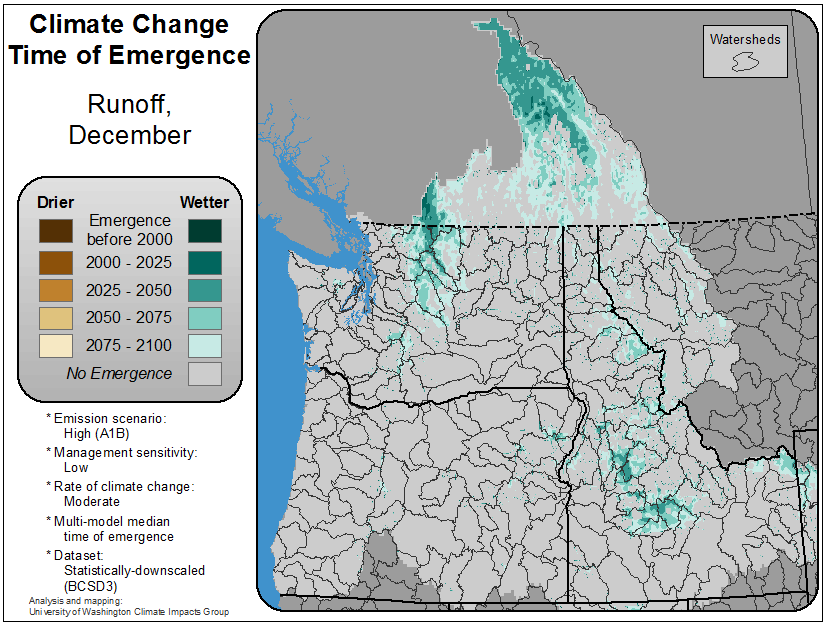 Climate Change
Time of Emergence
Runoff,
December
Drier
Wetter
Emergence
before 2000
2000 - 2025
2025 - 2050
2050 - 2075
2075 - 2100
No Emergence
* Emission scenario:
High (A1B)
* Management sensitivity:
Low
* Rate of climate change:
Moderate
* Multi-model median
time of emergence
* Dataset:
Statistically-downscaled
(BCSD3)
Analysis and mapping:
University of Washington Climate Impacts Group
Watersheds